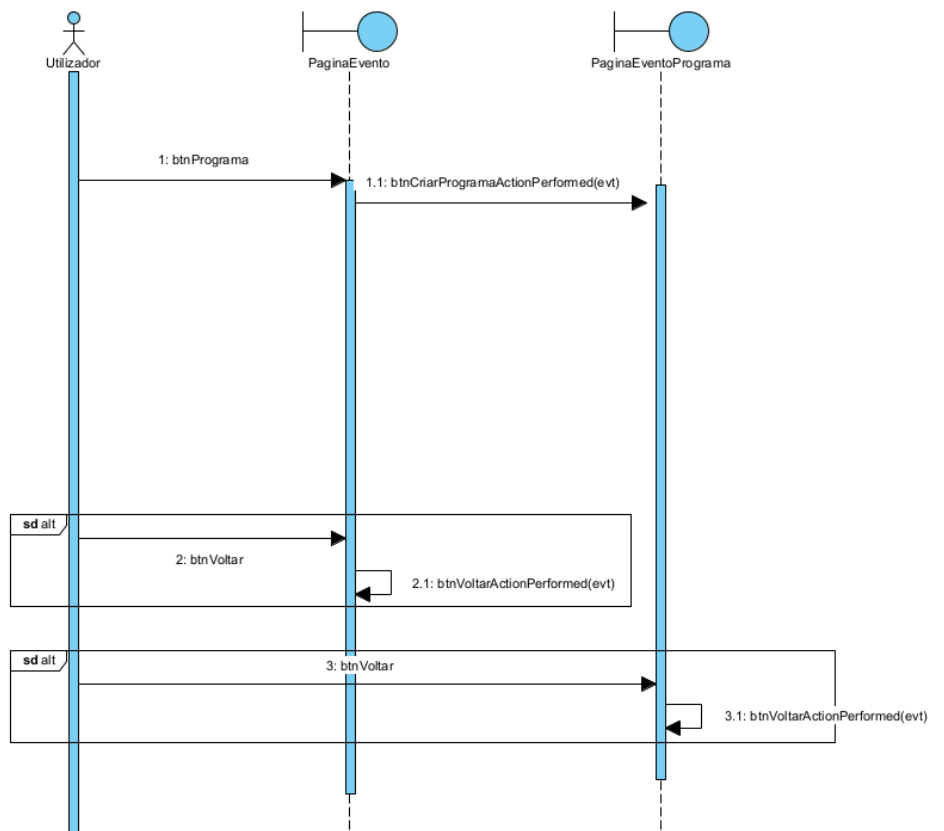 Utilizador
PaginaEvento
PaginaEventoPrograma
1: btnPrograma
1.1: btnCriarProgramaActionPerformed(evt)
sd alt
2: btnVoltar
2.1: btnVoltarActionPerformed(evt)
sd alt
3: btnVoltar
3.1: btnVoltarActionPerformed(evt)